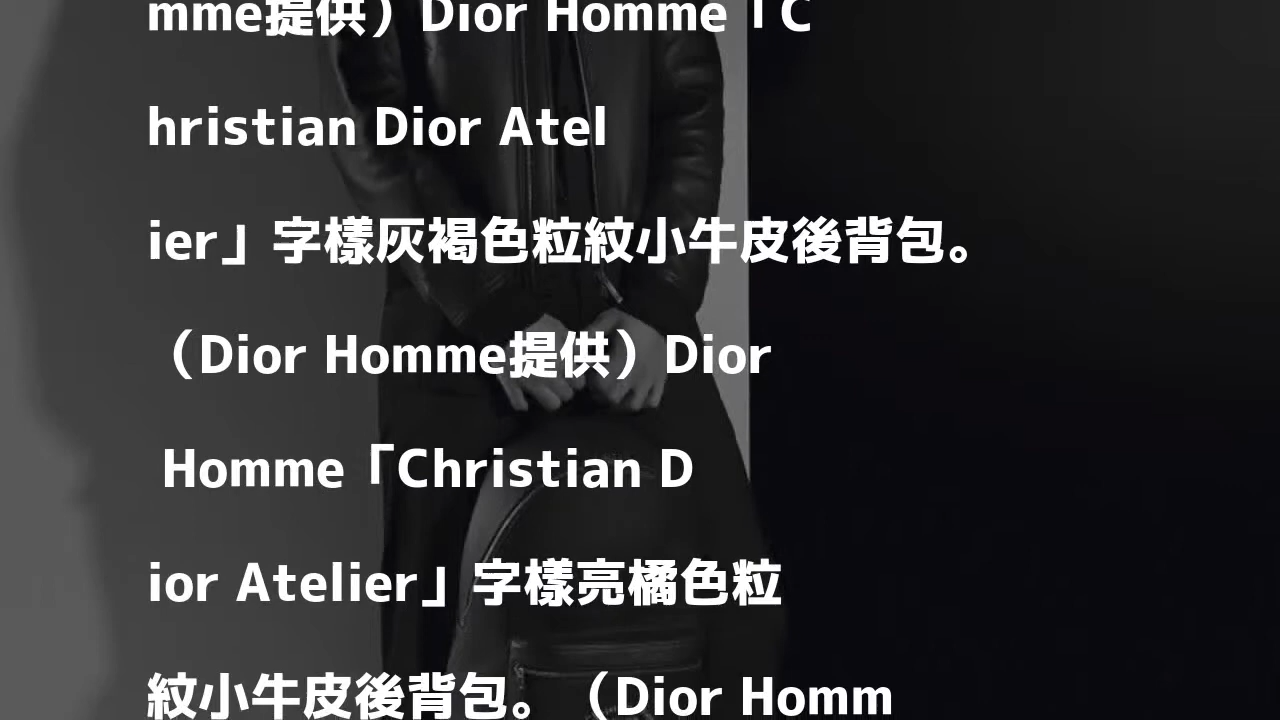 mme提供）Dior Homme「C
hristian Dior Atel
ier」字樣灰褐色粒紋小牛皮後背包。
（Dior Homme提供）Dior
Homme「Christian D
ior Atelier」字樣亮橘色粒
紋小牛皮後背包。（Dior Homm